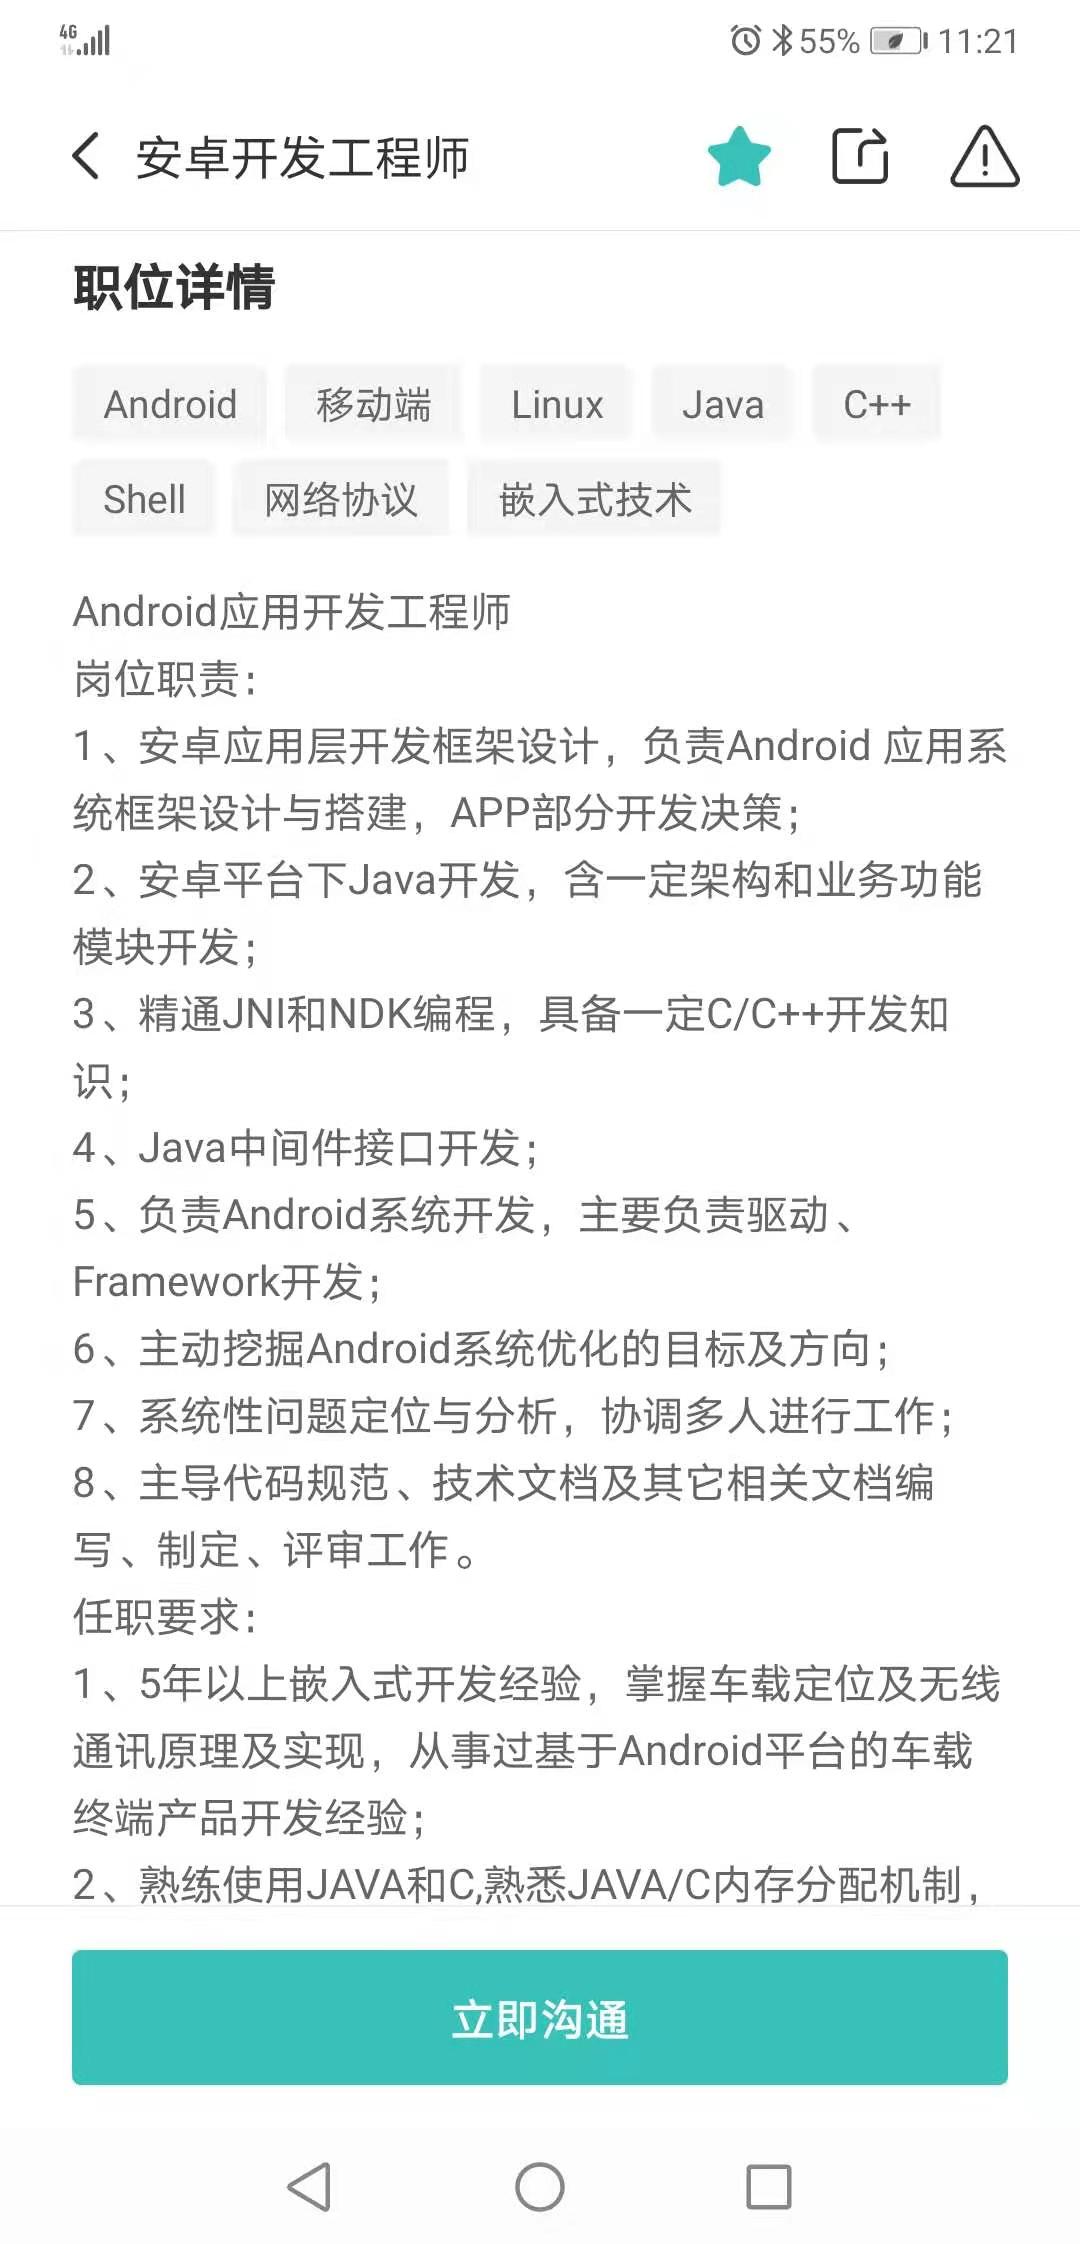 4G
55%
11:21
安卓开发工程师
职位详情
Android 移动端 Linux Java C++
Shell 网络协议 嵌入式技术
Android应用开发工程师
岗位职责：
1、安卓应用层开发框架设计，负责Android 应用系
统框架设计与搭建，APP部分开发决策；
2、安卓平台下Java开发，含一定架构和业务功能
模块开发；
3、精通JNI和NDK编程，具备一定C/C++开发知
识；
4、Java中间件接口开发；
5、负责Android系统开发，主要负责驱动、
Framework开发；
6、主动挖掘Android系统优化的目标及方向；
7、系统性问题定位与分析，协调多人进行工作；
8、主导代码规范、技术文档及其它相关文档编
写、制定、评审工作。
任职要求：
1、5年以上嵌入式开发经验，掌握车载定位及无线
通讯原理及实现，从事过基于Android平台的车载
终端产品开发经验；
2、熟练使用JAVA和C,熟悉JAVA/C内存分配机制，
立即沟通